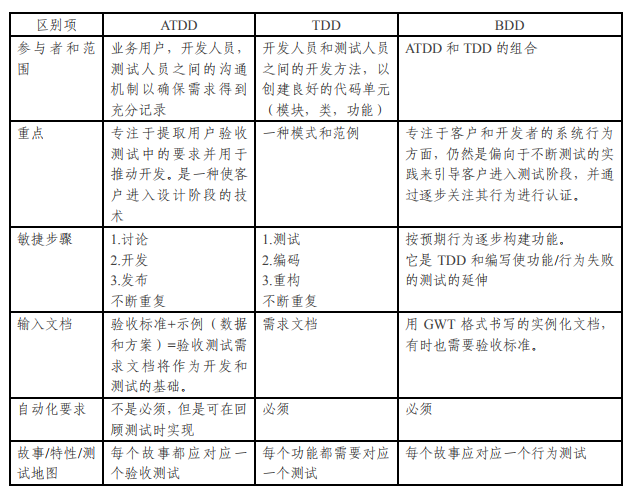 区别项 ATDD TDD BDD
参与者和范 业务用户，开发人员， 开发人员和测试人员 ATDD 和 TDD 的组合
围 测试人员之间的沟通 之间的开发方法，以
机制以确保需求得到 创建良好的代码单元
充分记录 （模块，类，功能）
重点 专注于提取用户验收 一种模式和范例 专注于客户和开发者的系统行为
测试中的要求并用于 方面，仍然是偏向于不断测试的实
推动开发。是一种使客 践来引导客户进入测试阶段，并通
户进入设计阶段的技 过逐步关注其行为进行认证。
术
敏捷步骤 1.讨论 1.测试 按预期行为逐步构建功能。
2.开发 2.编码 它是 TDD 和编写使功能/行为失败
3.发布 3.重构 的测试的延伸
不断重复 不断重复
输入文档 验收标准+示例（数据 需求文档 用 GWT 格式书写的实例化文档，
和方案）=验收测试需 有时也需要验收标准。
求文档将作为开发和
测试的基础。
自动化要求 不是必须，但是可在回 必须 必须
顾测试时实现
故事/特性/测 每个故事都应对应一 每个功能都需要对应 每个故事应对应一个行为测试
试地图 个验收测试 一个测试